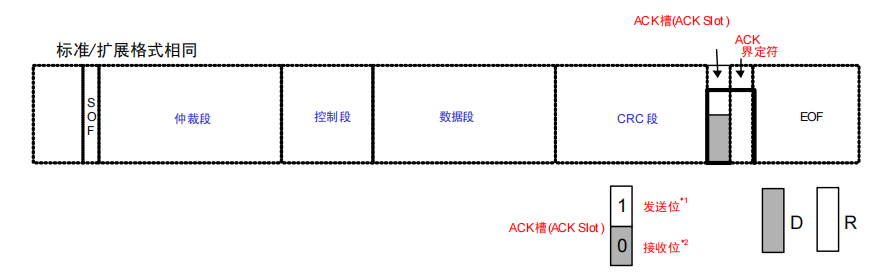 ACK槽(ACK Slot)
ACK
界定符
标准/扩展格式相同
SOF
仲裁段
控制段
数据段
CRC 段
EOF
1
发送位*1
ACK槽(ACK Slot)
0
接收位*2
D
R